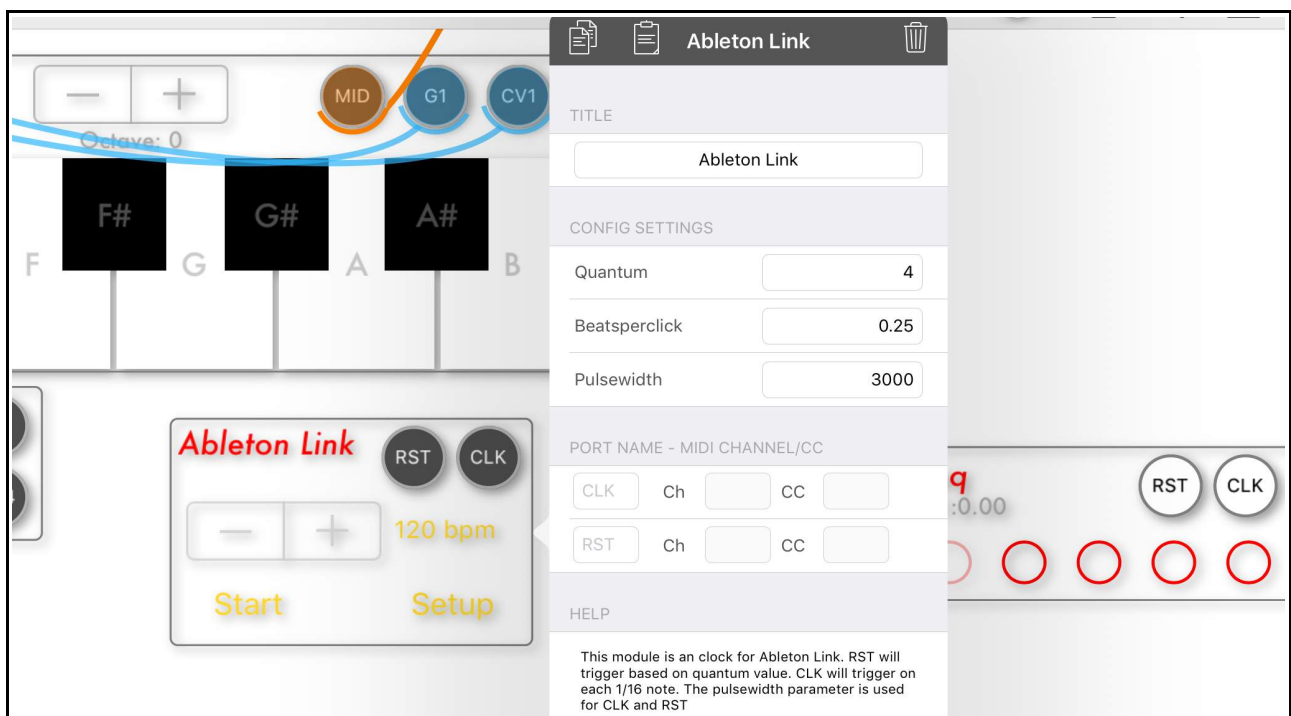 Ableton Link
TITLE
Ableton Link
CONFIG SETTINGS
Quantum 4
Beatsperclick 0.25
Pulsewidth 3000
PORT NAME - MIDI CHANNEL/CC
CLK Ch CC
RST Ch CC
HELP
This module is an clock for Ableton Link. RST will
trigger based on quantum value. CLK will trigger on
each 1/16 note. The pulsewidth parameter is used
for CLK and RST
MID G1 CV1
Octave: 0
F# G# A#
F G A B
Ableton Link RST CLK
120 bpm
Start Setup
q RST CLK
:0.00